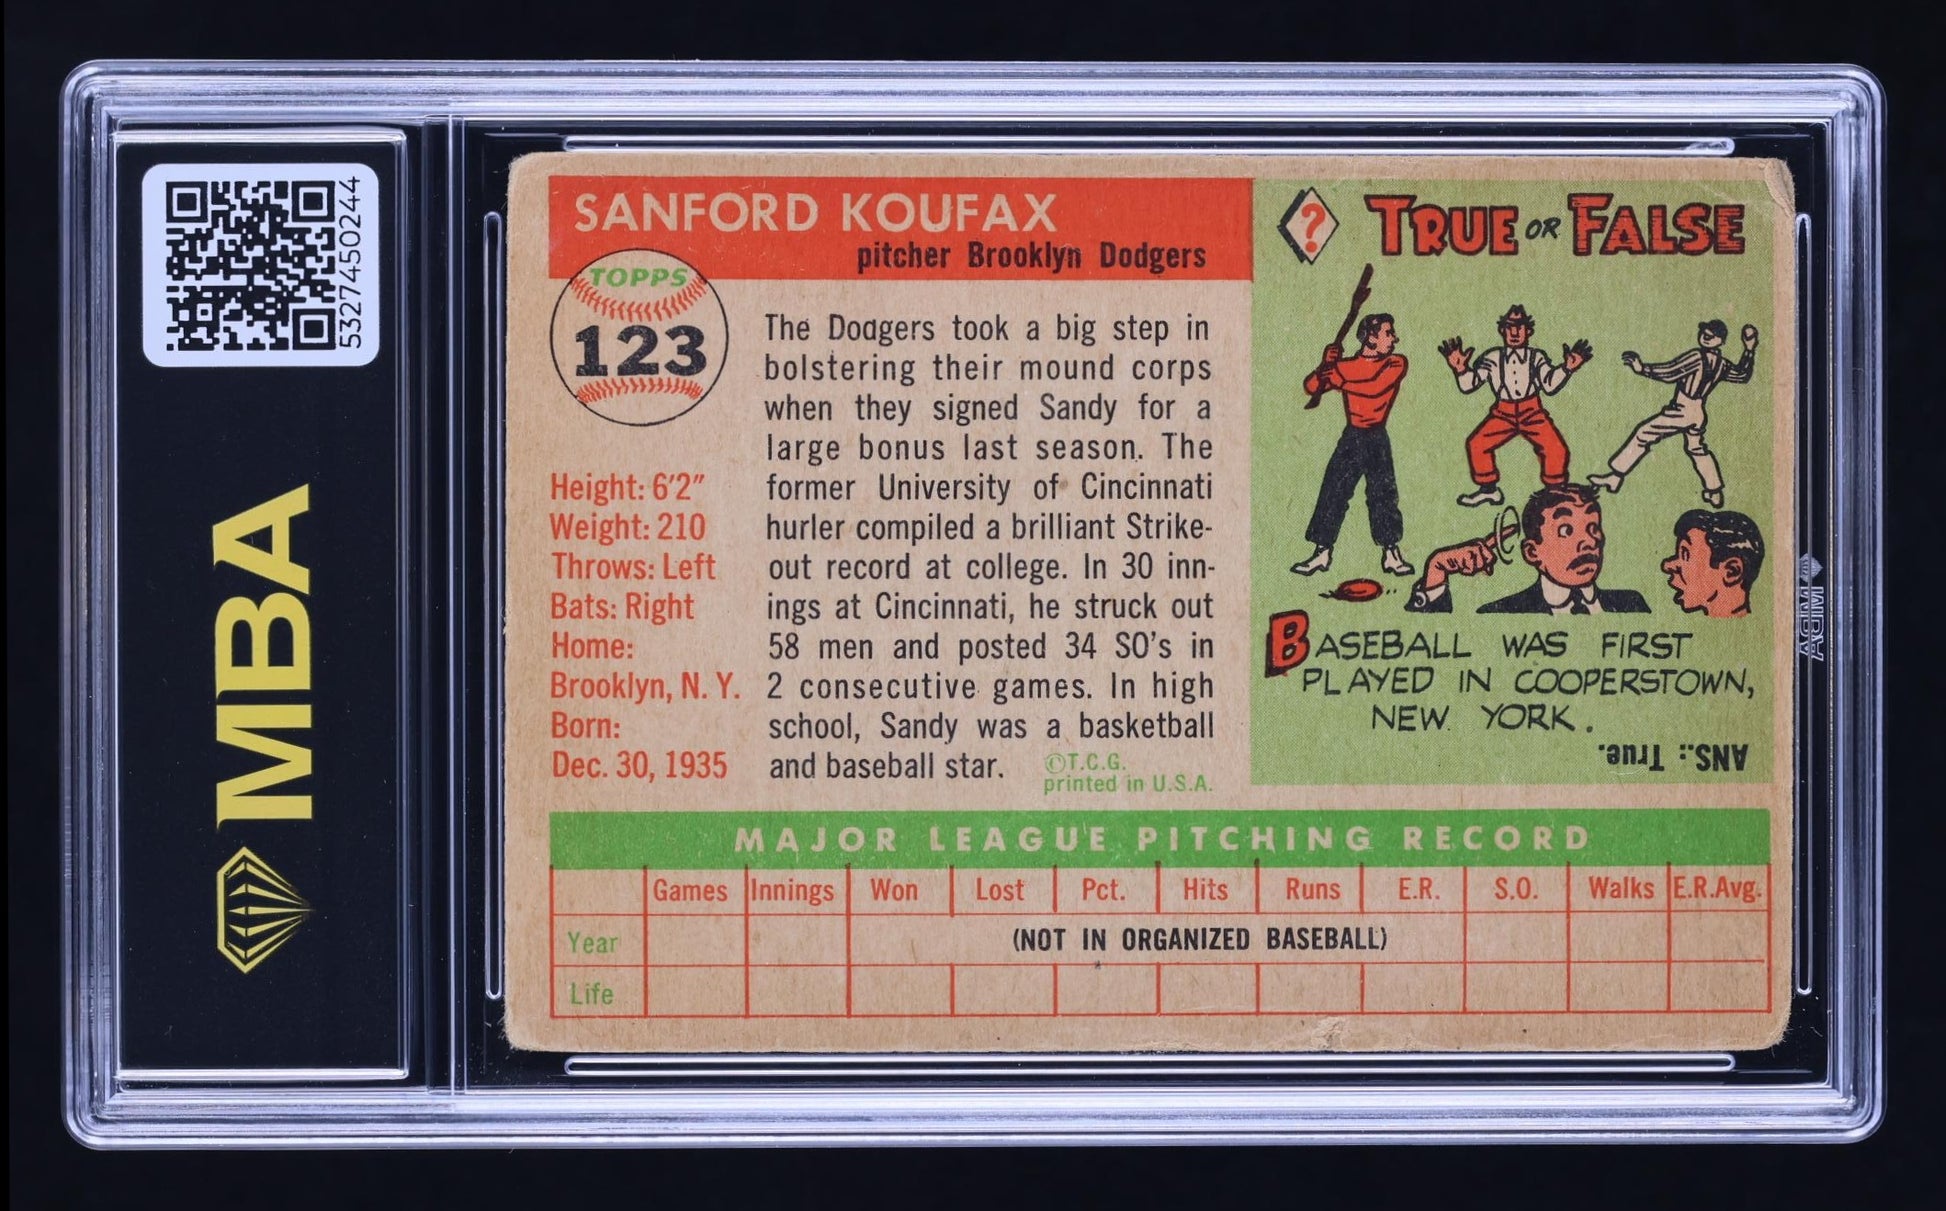 5327450244
MBA
SANFORD KOUFAX
pitcher Brooklyn Dodgers
TOPPS
123
Height: 6'2"
Weight: 210
Throws: Left
Bats: Right
Home:
Brooklyn, N. Y.
Born:
Dec. 30, 1935
The Dodgers took a big step in
bolstering their mound corps
when they signed Sandy for a
large bonus last season. The
former University of Cincinnati
hurler compiled a brilliant Strike-
out record at college. In 30 inn-
ings at Cincinnati, he struck out
58 men and posted 34 SO's in
2 consecutive games. In high
school, Sandy was a basketball
and baseball star.
©T.C.G.
printed in U.S.A.
?
TRUE OR FALSE
BASEBALL WAS FIRST
PLAYED IN COOPERSTOWN,
NEW YORK.
ANS.: True.
MAJOR LEAGUE PITCHING RECORD
Games Innings Won Lost Pct. Hits Runs E.R. S.O. Walks E.R.Avg.
Year (NOT IN ORGANIZED BASEBALL)
Life
MBA